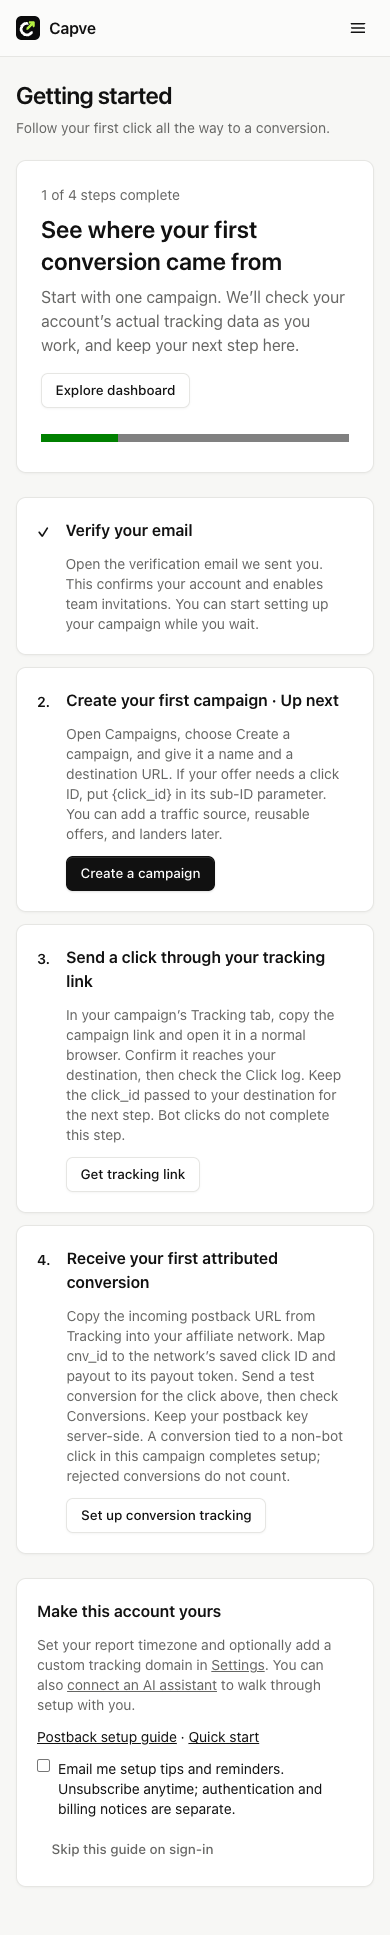 Capve
Getting started
Follow your first click all the way to a conversion.
1 of 4 steps complete
See where your first
conversion came from
Start with one campaign. We’ll check your
account’s actual tracking data as you
work, and keep your next step here.
Explore dashboard
Verify your email
Open the verification email we sent you.
This confirms your account and enables
team invitations. You can start setting up
your campaign while you wait.
2. Create your first campaign · Up next
Open Campaigns, choose Create a
campaign, and give it a name and a
destination URL. If your offer needs a click
ID, put {click_id} in its sub-ID parameter.
You can add a traffic source, reusable
offers, and landers later.
Create a campaign
3. Send a click through your tracking
link
In your campaign’s Tracking tab, copy the
campaign link and open it in a normal
browser. Confirm it reaches your
destination, then check the Click log. Keep
the click_id passed to your destination for
the next step. Bot clicks do not complete
this step.
Get tracking link
4. Receive your first attributed
conversion
Copy the incoming postback URL from
Tracking into your affiliate network. Map
cnv_id to the network’s saved click ID and
payout to its payout token. Send a test
conversion for the click above, then check
Conversions. Keep your postback key
server-side. A conversion tied to a non-bot
click in this campaign completes setup;
rejected conversions do not count.
Set up conversion tracking
Make this account yours
Set your report timezone and optionally add a
custom tracking domain in Settings. You can
also connect an AI assistant to walk through
setup with you.
Postback setup guide · Quick start
Email me setup tips and reminders.
Unsubscribe anytime; authentication and
billing notices are separate.
Skip this guide on sign-in